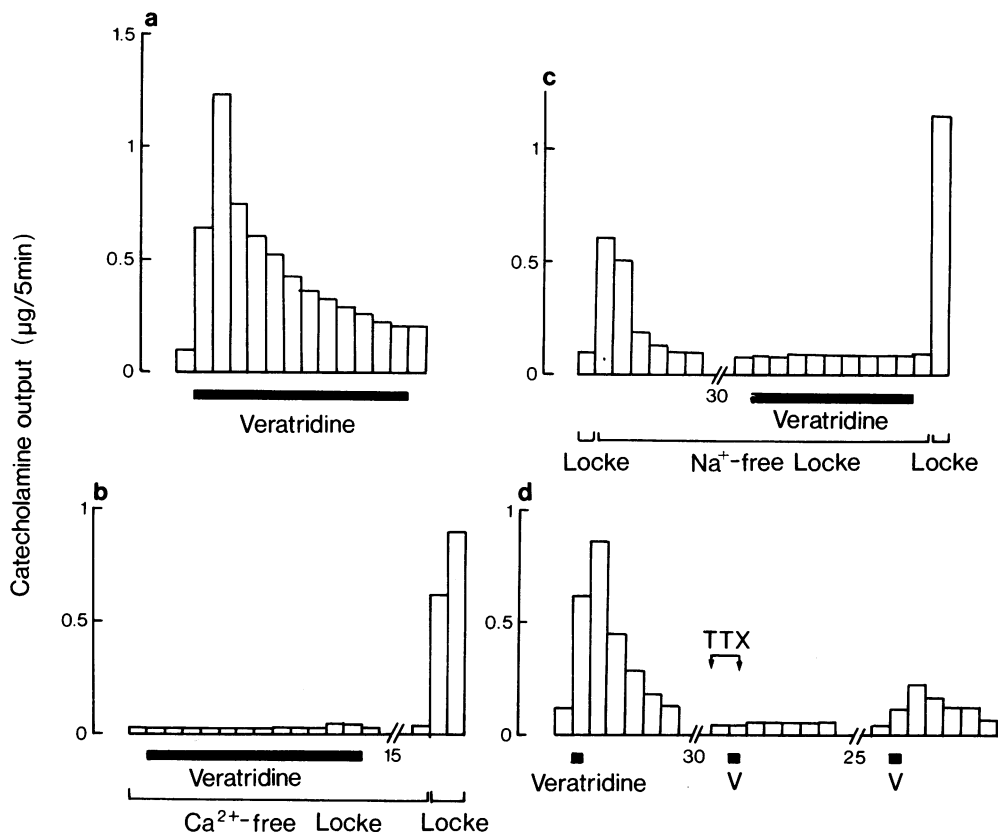 Catecholamine output (µg/5min)
a
1.5
1
0.5
0
Veratridine
b
1
0.5
0
15
Veratridine
Ca²⁺-free Locke Locke
c
1
0.5
0
30
Veratridine
Locke Na⁺-free Locke Locke
d
1
0.5
0
TTX
30 25
Veratridine V V